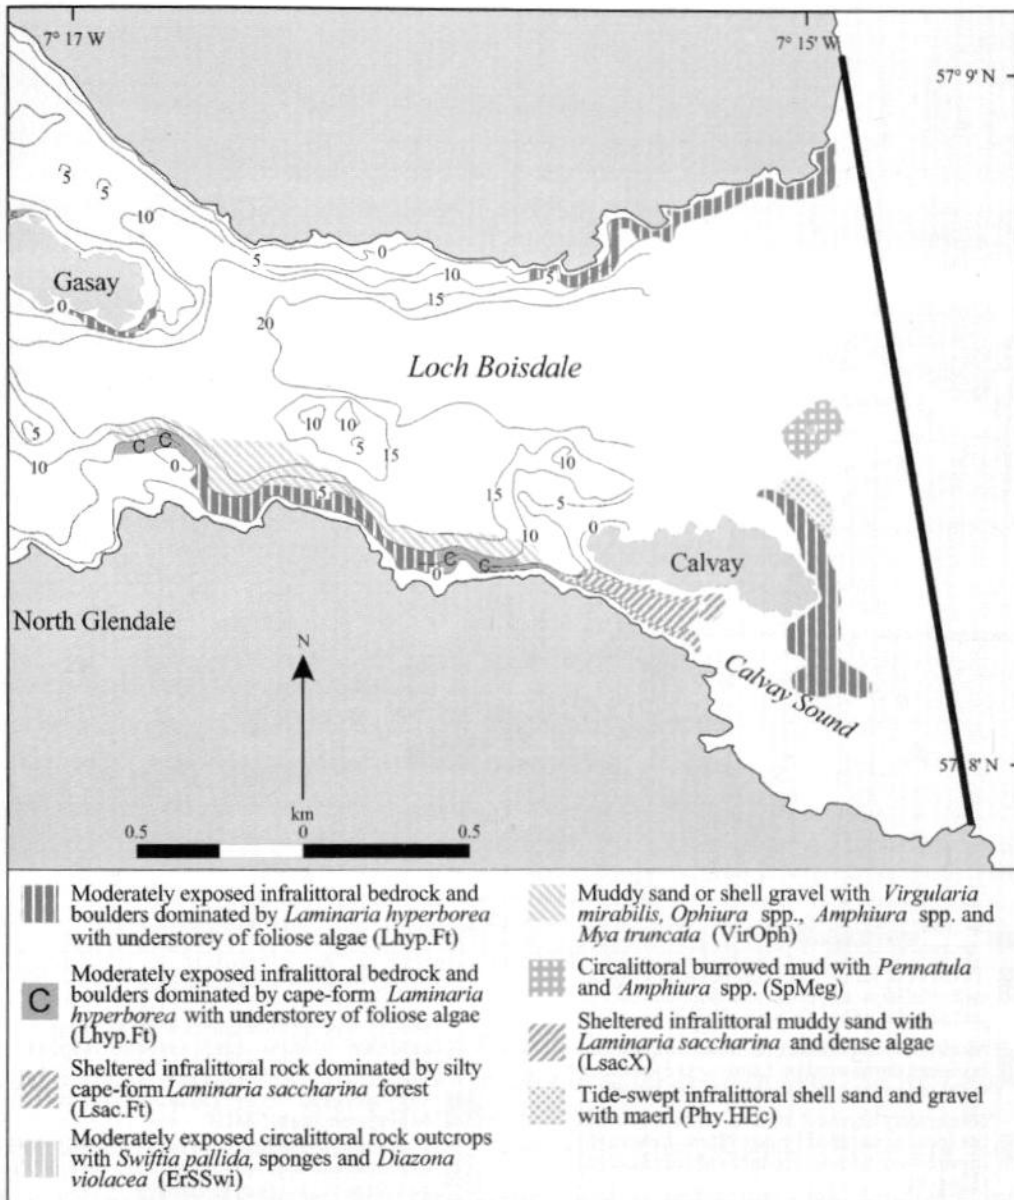 7° 17 W
7° 15' W
57° 9' N
5
5
10
0
5
10
15
5
Gasay
0
20
Loch Boisdale
10
10
5
15
5
10
C
C
0
5
10
15
5
10
0
C
C
0
Calvay
North Glendale
N
Calvay Sound
57° 8' N
km
0.5
0
0.5
Moderately exposed infralittoral bedrock and
boulders dominated by Laminaria hyperborea
with understorey of foliose algae (Lhyp.Ft)
C
Moderately exposed infralittoral bedrock and
boulders dominated by cape-form Laminaria
hyperborea with understorey of foliose algae
(Lhyp.Ft)
Sheltered infralittoral rock dominated by silty
cape-form Laminaria saccharina forest
(Lsac.Ft)
Moderately exposed circalittoral rock outcrops
with Swiftia pallida, sponges and Diazona
violacea (ErSSwi)
Muddy sand or shell gravel with Virgularia
mirabilis, Ophiura spp., Amphiura spp. and
Mya truncata (VirOph)
Circalittoral burrowed mud with Pennatula
and Amphiura spp. (SpMeg)
Sheltered infralittoral muddy sand with
Laminaria saccharina and dense algae
(LsacX)
Tide-swept infralittoral shell sand and gravel
with maerl (Phy.HEc)